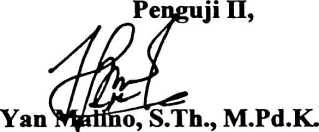 Penguji II,
Yan Malino, S.Th., M.Pd.K.